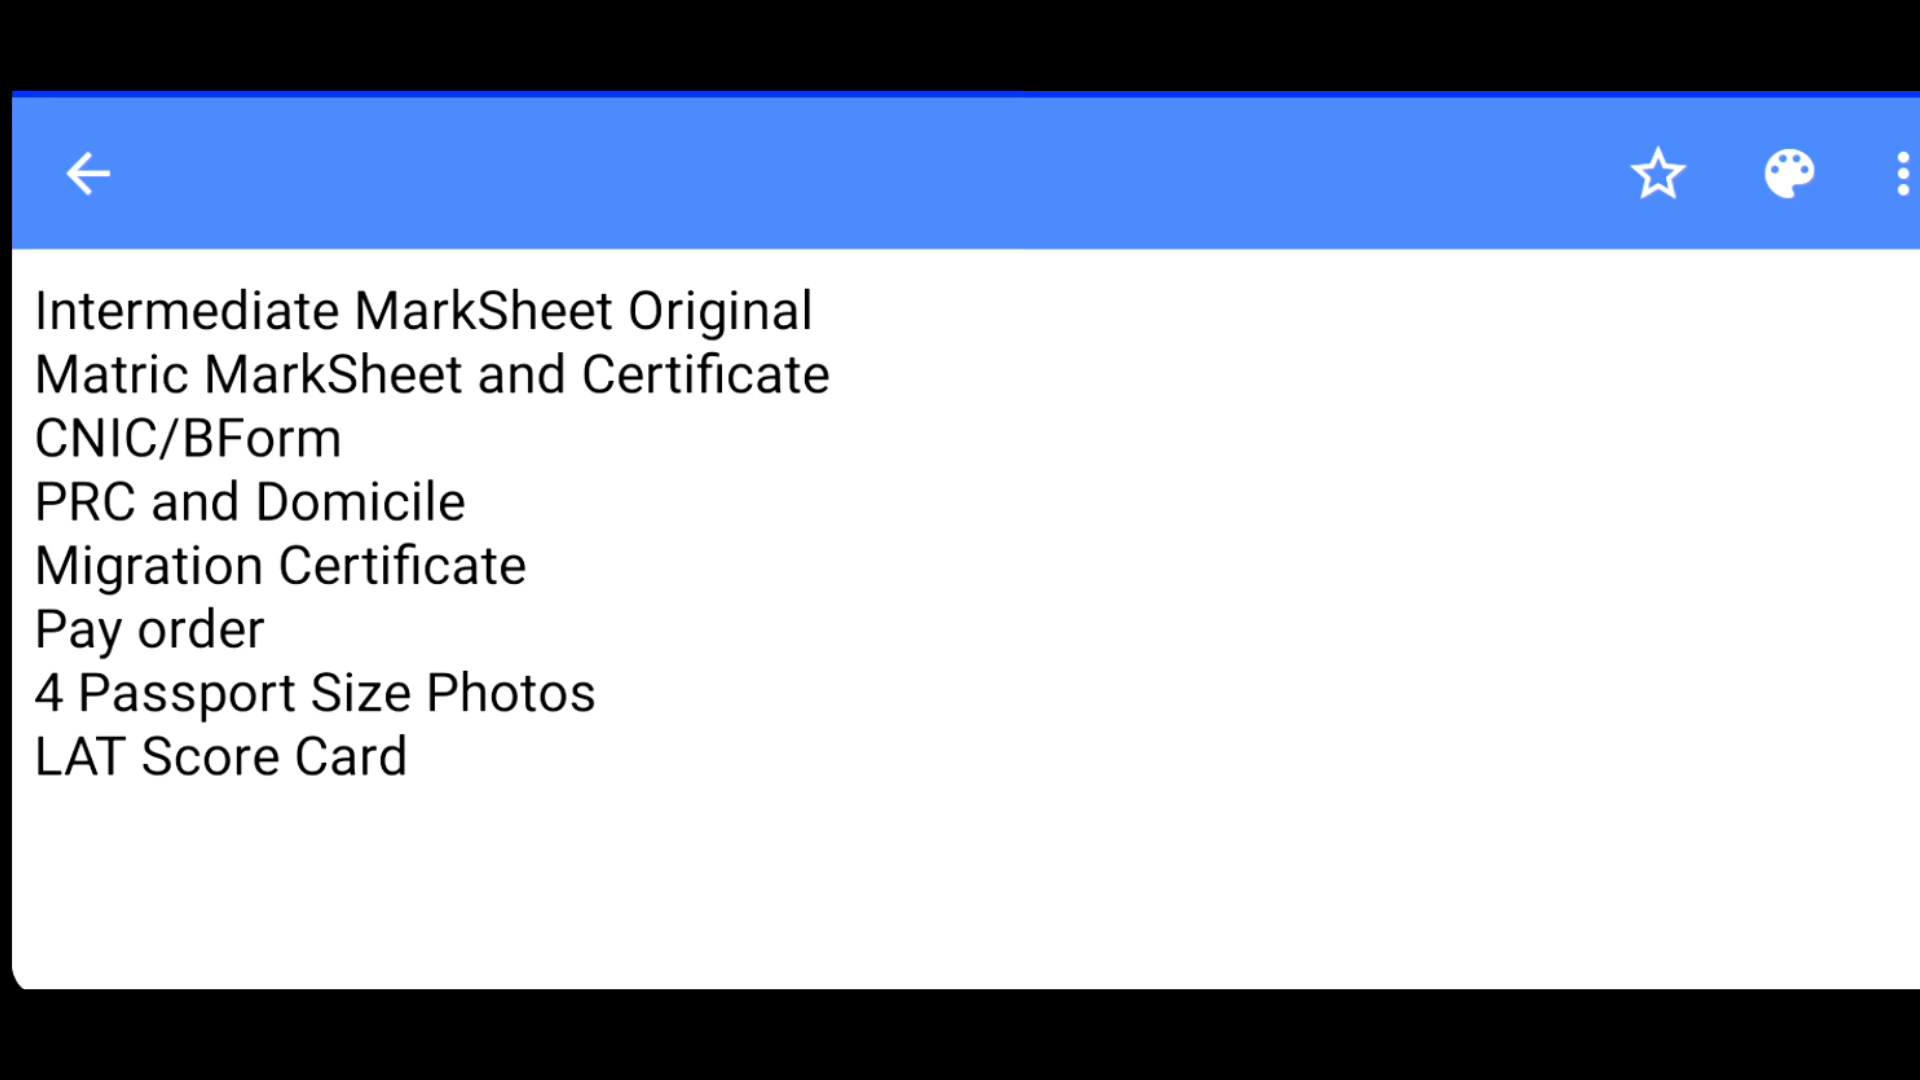 Intermediate MarkSheet Original
Matric MarkSheet and Certificate
CNIC/BForm
PRC and Domicile
Migration Certificate
Pay order
4 Passport Size Photos
LAT Score Card